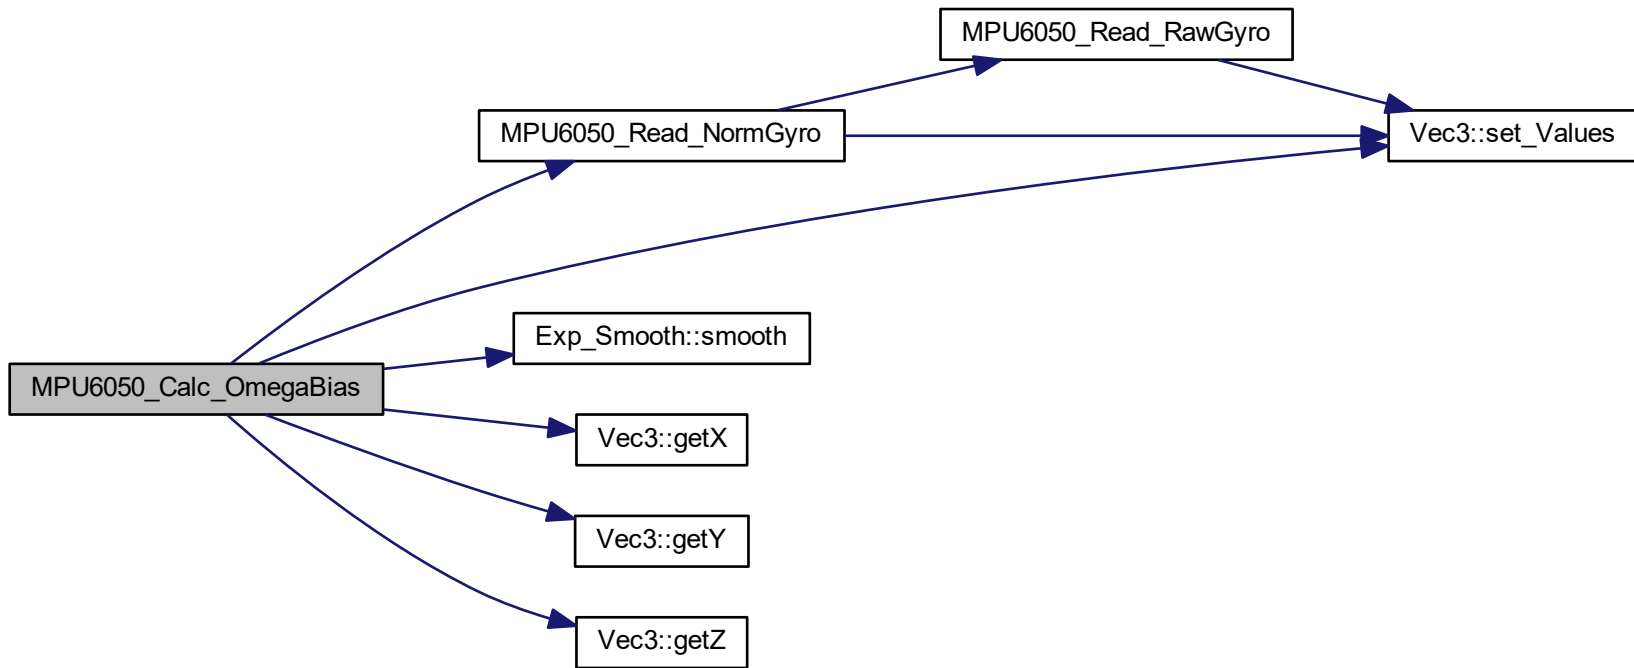 MPU6050_Read_RawGyro
MPU6050_Read_NormGyro
Vec3::set_Values
Exp_Smooth::smooth
MPU6050_Calc_OmegaBias
Vec3::getX
Vec3::getY
Vec3::getZ